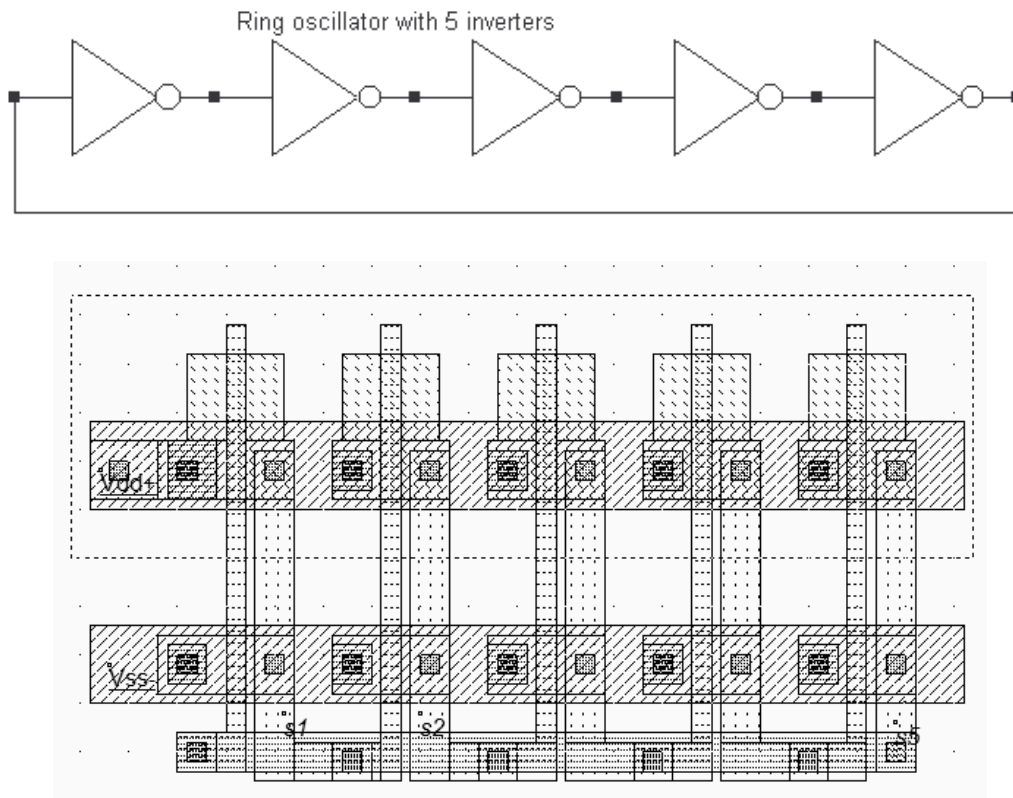 Ring oscillator with 5 inverters
Vdd+
Vss-
s1
s2
s5